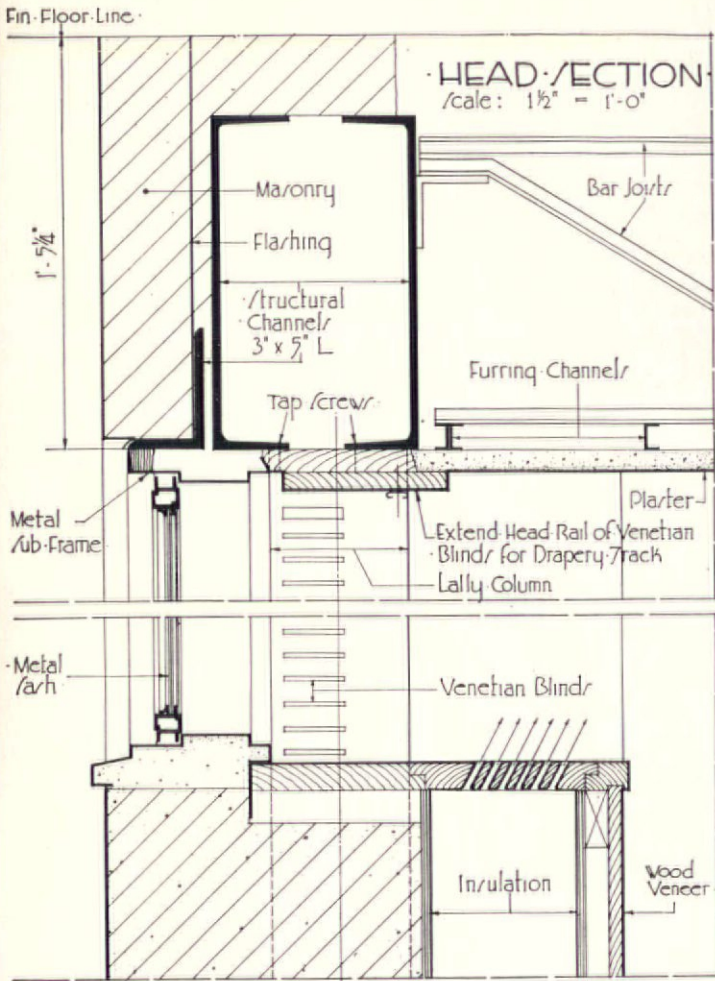 Fin·Floor·Line·
·HEAD·SECTION·
Scale: 1½" = 1'-0"
1'-5¼"
Masonry
Bar Joists
Flashing
·Structural
·Channels
3" x 5" L
Furring·Channels
Tap Screws·
Plaster
Metal
Sub·Frame
Extend·Head·Rail of Venetian
·Blinds for Drapery·Track
Lally·Column
·Metal
Sash
Venetian Blinds
Insulation
Wood
Veneer